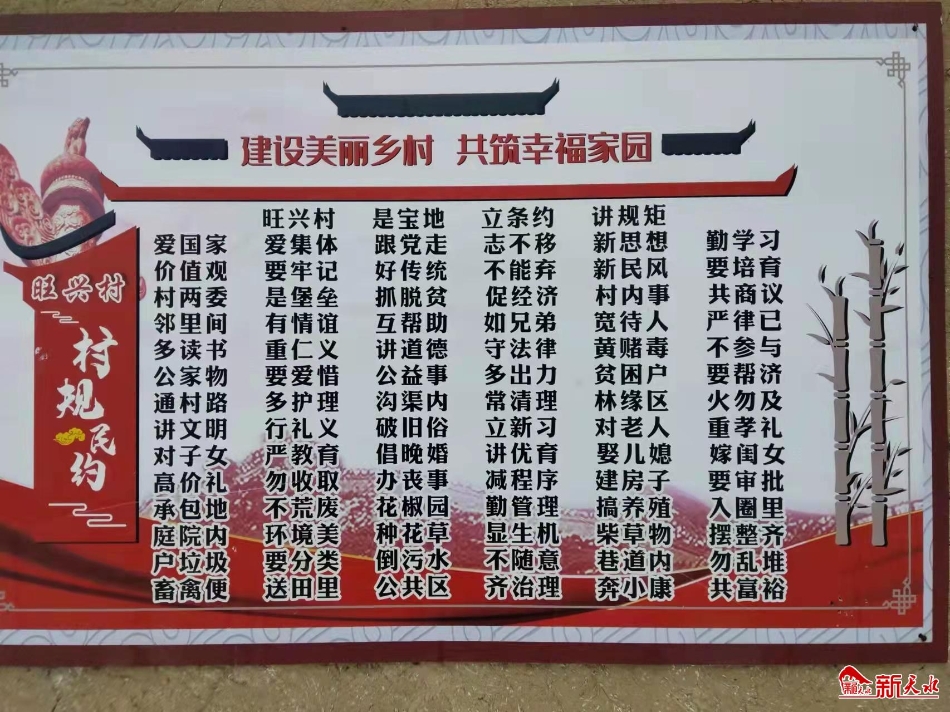 建设美丽乡村 共筑幸福家园
旺兴村
村规民约
旺兴村 是宝地 立条约 讲规矩
爱国家 爱集体 跟党走 志不移 新思想 勤学习
价值观 要牢记 好传统 不能弃 新民风 要培育
村两委 是堡垒 抓脱贫 促经济 村内事 共商议
邻里间 有情谊 互帮助 如兄弟 宽待人 严律己
多读书 重仁义 讲道德 守法律 黄赌毒 不参与
公家物 要爱惜 公益事 多出力 贫困户 要帮济
通村路 多护理 沟渠内 常清理 林缘区 火勿及
讲文明 行礼义 破旧俗 立新习 对老人 重孝礼
对子女 严教育 倡晚婚 讲优育 娶儿媳 嫁闺女
高价礼 勿收取 办丧事 减程序 建房子 要审批
承包地 不荒废 花椒园 勤管理 搞养殖 入圈里
庭院内 环境美 种花草 显生机 柴草物 摆整齐
户垃圾 要分类 倒污水 不随意 巷道内 勿乱堆
畜禽便 送田里 公共区 齐治理 奔小康 共富裕
新天水